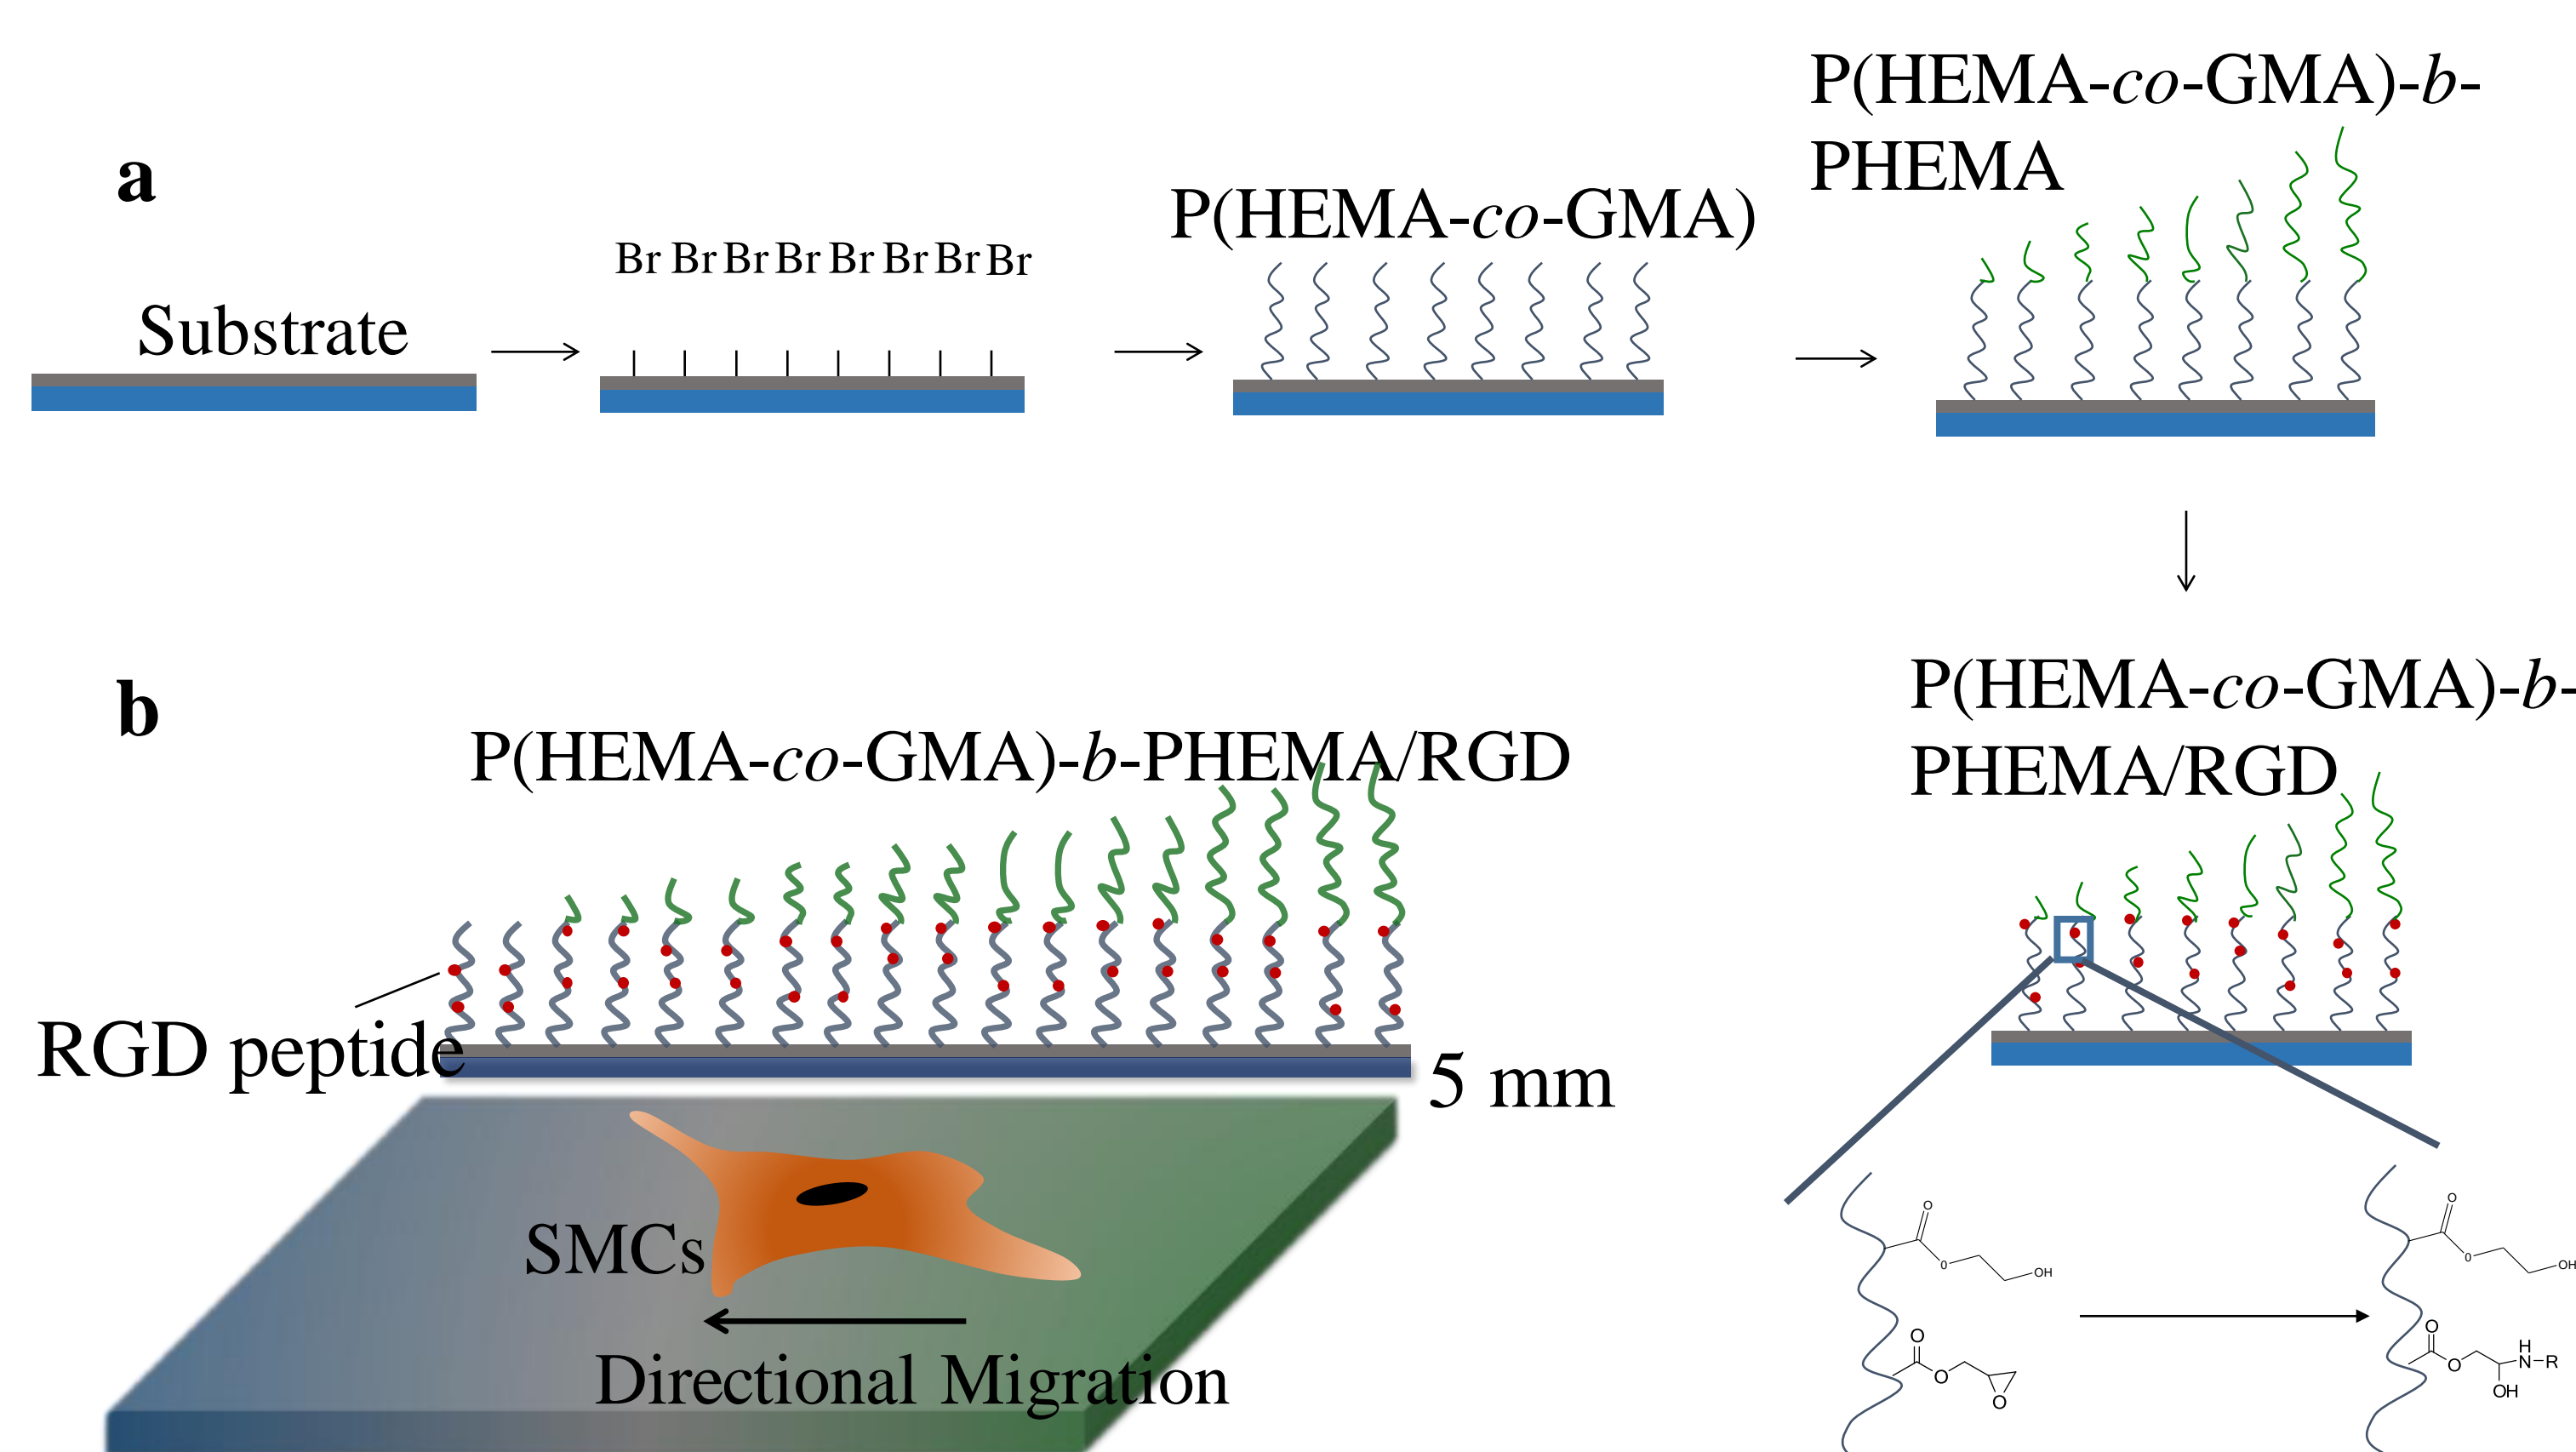 a
Substrate
Br Br Br Br Br Br Br Br
P(HEMA-co-GMA)
P(HEMA-co-GMA)-b-
PHEMA
b
P(HEMA-co-GMA)-b-PHEMA/RGD
RGD peptide
5 mm
SMCs
Directional Migration
P(HEMA-co-GMA)-b-
PHEMA/RGD
O
O
OH
O
O
O
O
O
OH
O
O
H
N-R
OH